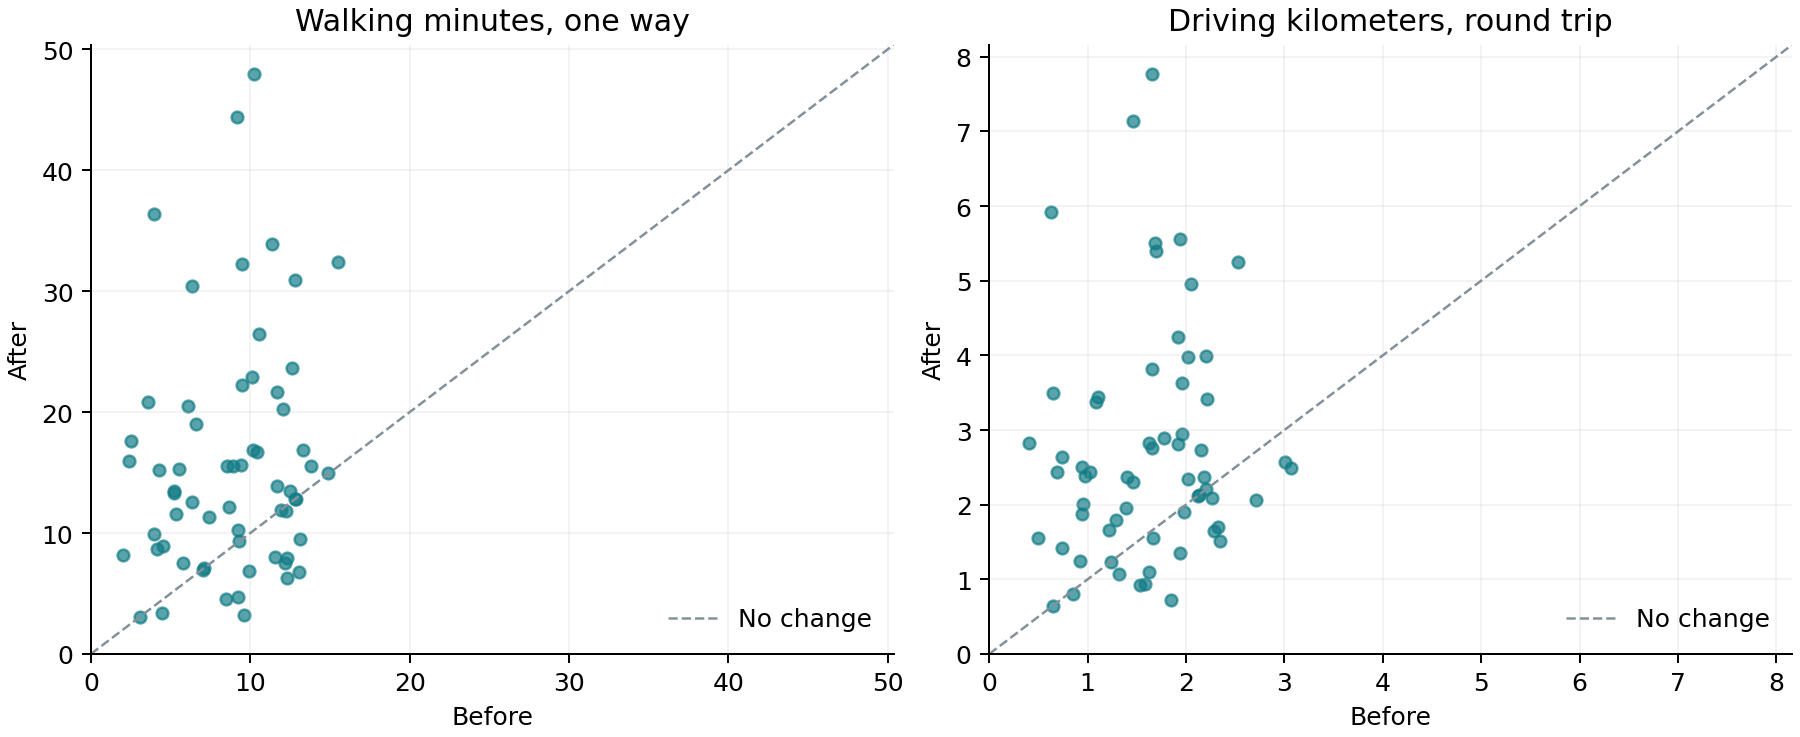 Walking minutes, one way
After
50
40
30
20
10
0
No change
0 10 20 30 40 50
Before
Driving kilometers, round trip
After
8
7
6
5
4
3
2
1
0
No change
0 1 2 3 4 5 6 7 8
Before